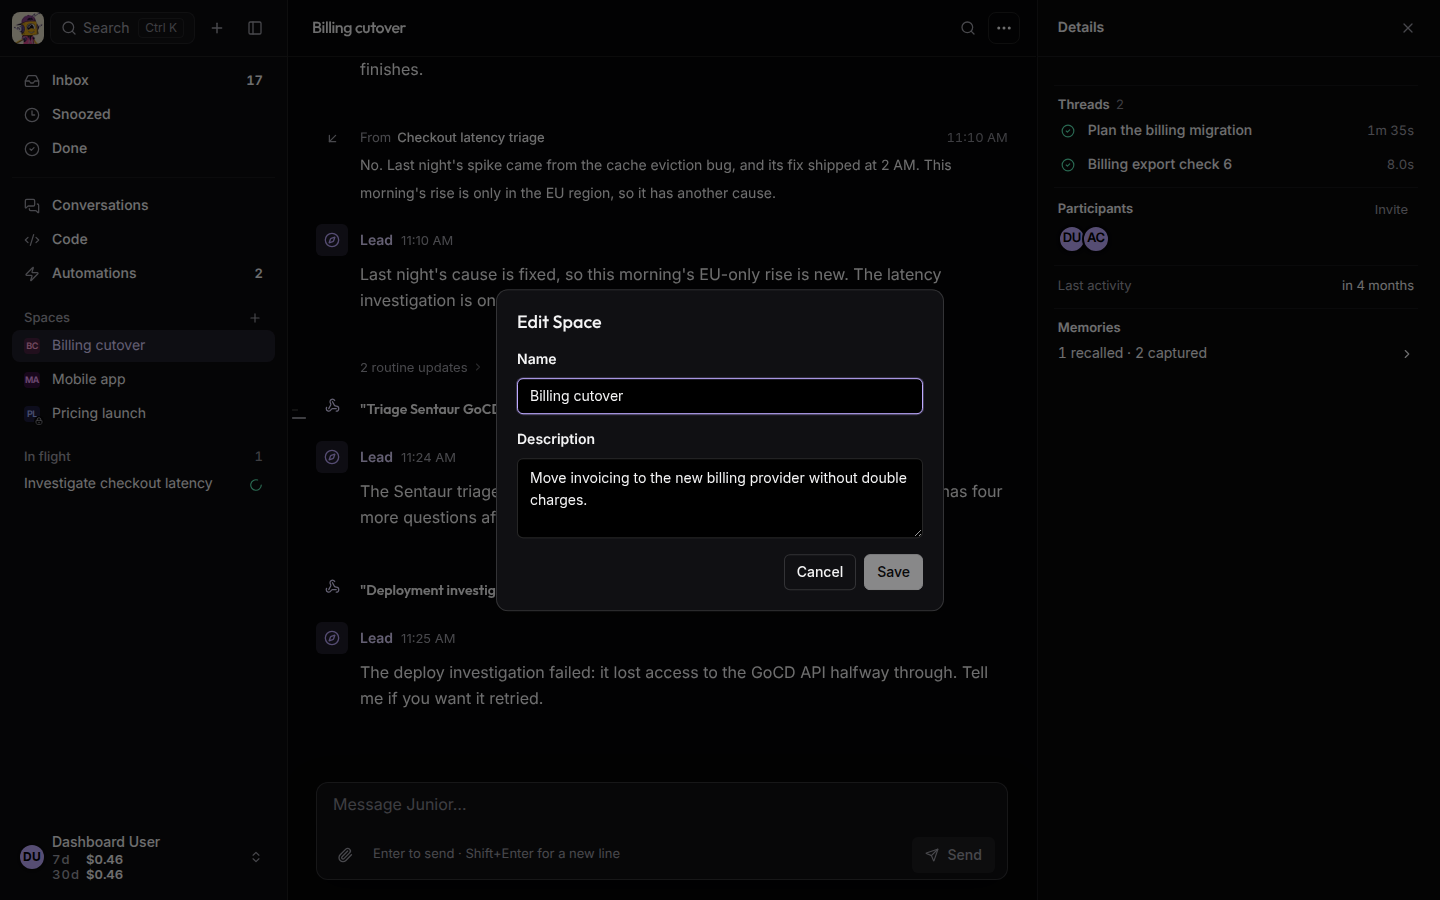 Search Ctrl K
Inbox 17
Snoozed
Done
Conversations
Code
Automations 2
Spaces
BC Billing cutover
MA Mobile app
PL Pricing launch
In flight 1
Investigate checkout latency
DU Dashboard User
7d $0.46
30d $0.46
Billing cutover
finishes.
From Checkout latency triage 11:10 AM
No. Last night's spike came from the cache eviction bug, and its fix shipped at 2 AM. This
morning's rise is only in the EU region, so it has another cause.
Lead 11:10 AM
Last night's cause is fixed, so this morning's EU-only rise is new. The latency
investigation is on
2 routine updates
"Triage Sentaur GoCD
Lead 11:24 AM
The Sentaur triage has four
more questions af
"Deployment investig
Lead 11:25 AM
The deploy investigation failed: it lost access to the GoCD API halfway through. Tell
me if you want it retried.
Message Junior...
Enter to send · Shift+Enter for a new line
Send
Edit Space
Name
Billing cutover
Description
Move invoicing to the new billing provider without double
charges.
Cancel Save
Details
Threads 2
Plan the billing migration 1m 35s
Billing export check 6 8.0s
Participants Invite
DU AC
Last activity in 4 months
Memories
1 recalled · 2 captured